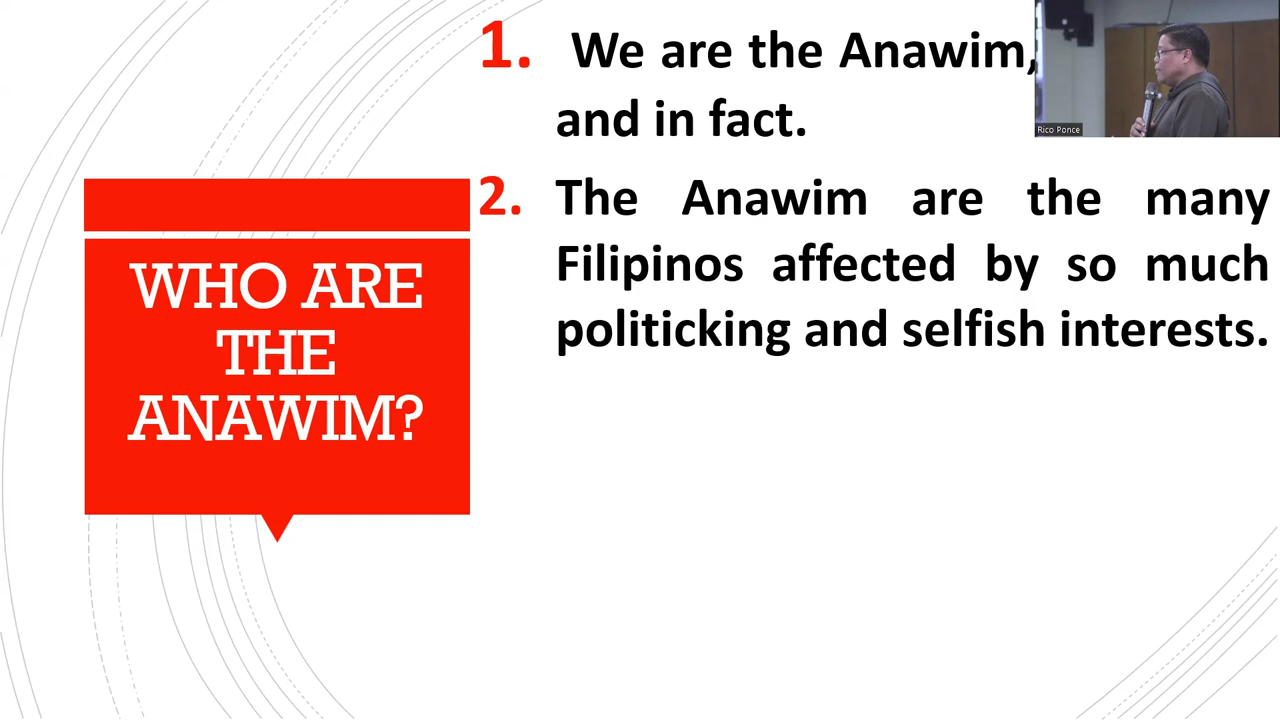 WHO ARE
THE
ANAWIM?
1. We are the Anawim,
and in fact.
2. The Anawim are the many
Filipinos affected by so much
politicking and selfish interests.
Rico Ponce